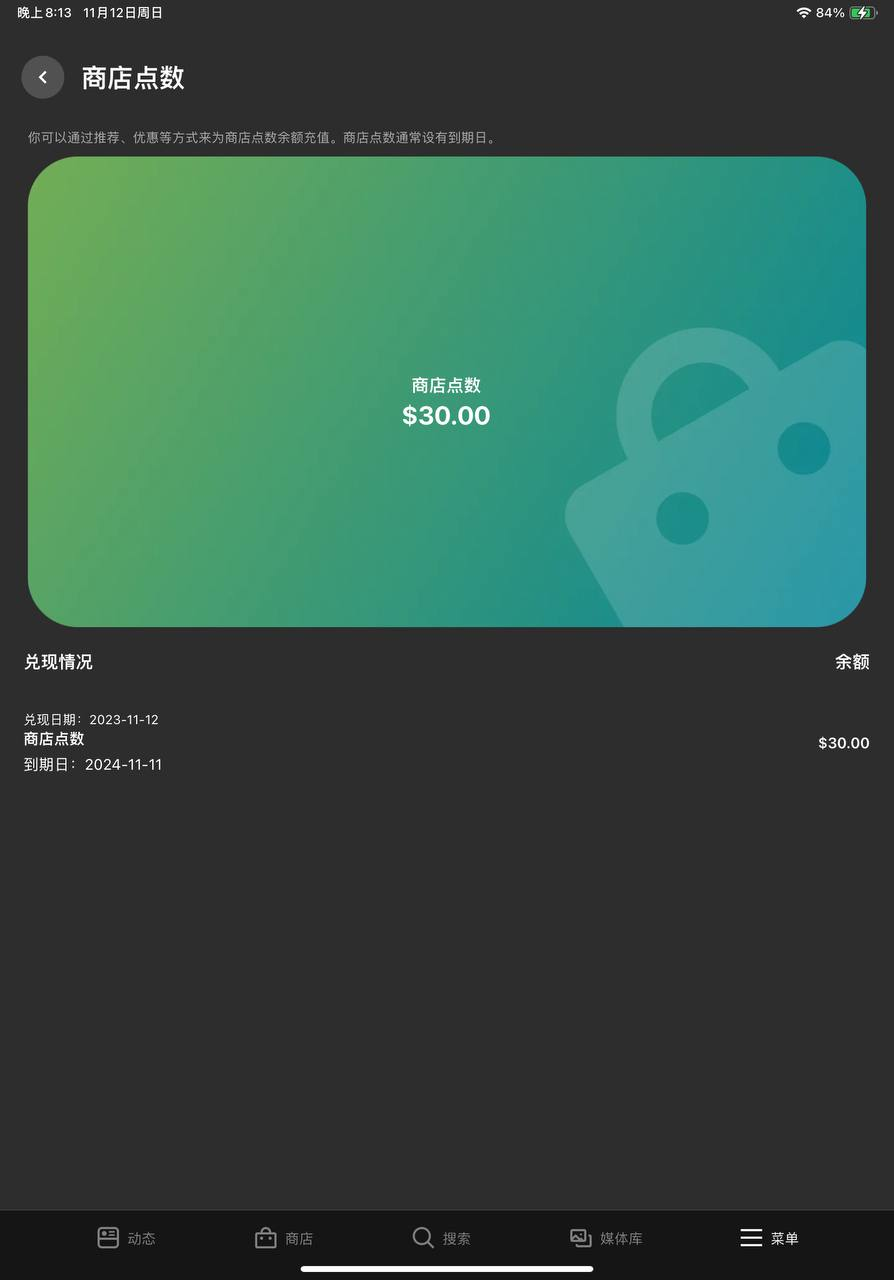 晚上8:13 11月12日周日 84%
商店点数
你可以通过推荐、优惠等方式来为商店点数余额充值。商店点数通常设有到期日。
商店点数
$30.00
兑现情况 余额
兑现日期：2023-11-12
商店点数
$30.00
到期日：2024-11-11
动态 商店 搜索 媒体库 菜单